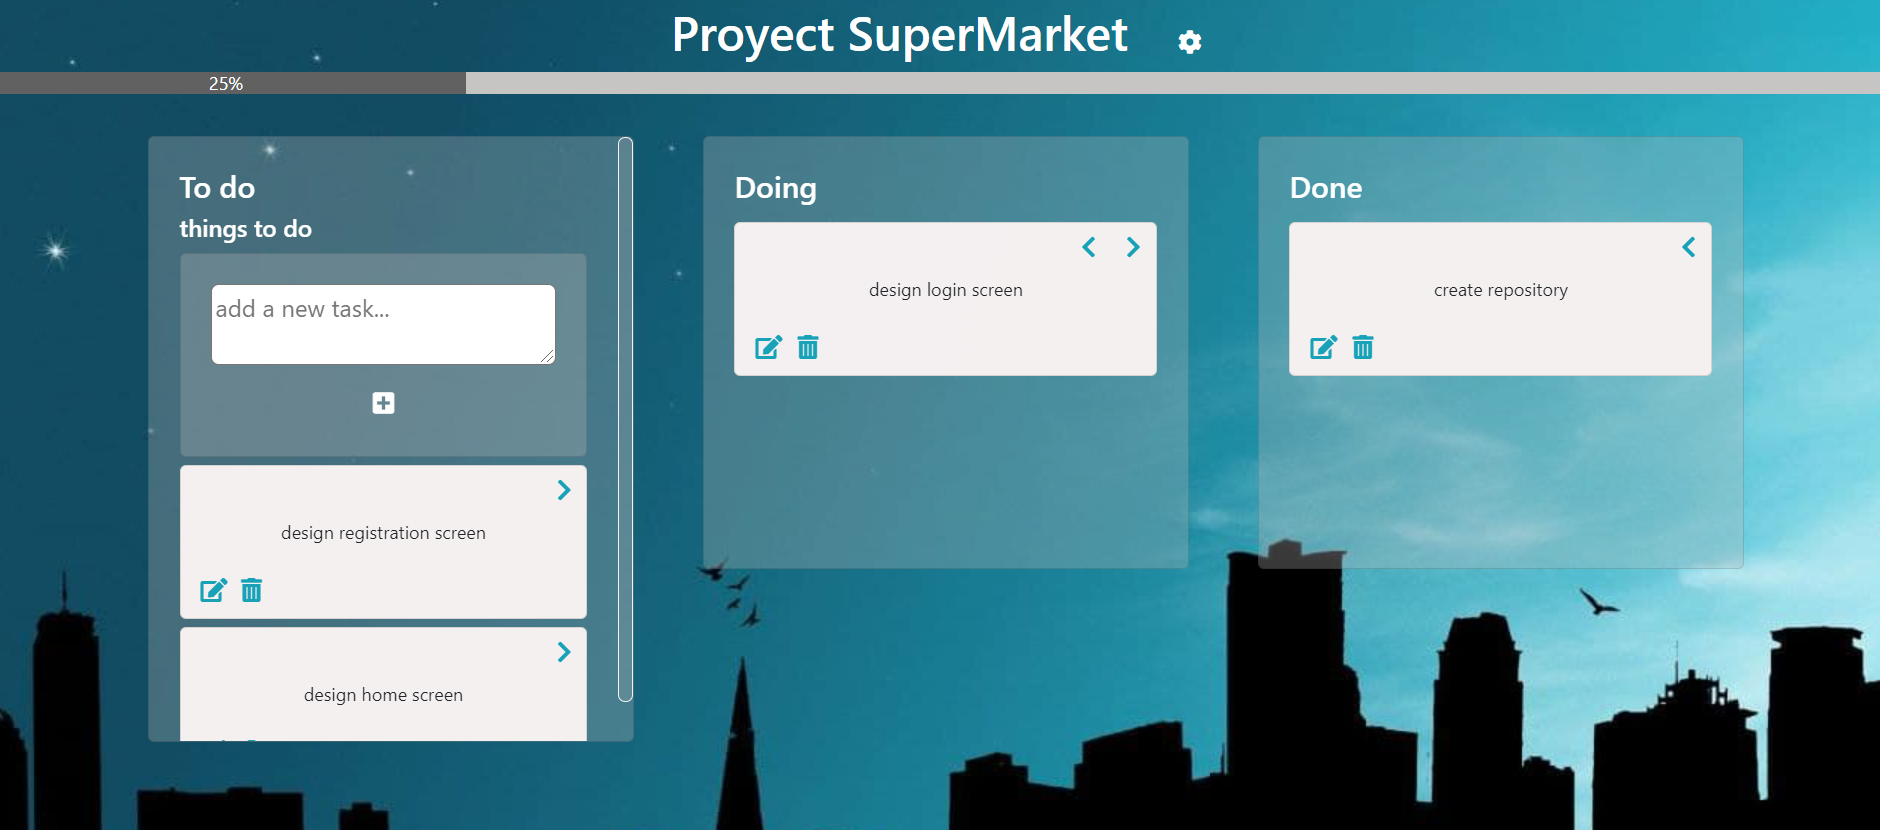 Proyect SuperMarket
25%
To do
things to do
add a new task...
design registration screen
design home screen
Doing
design login screen
Done
create repository